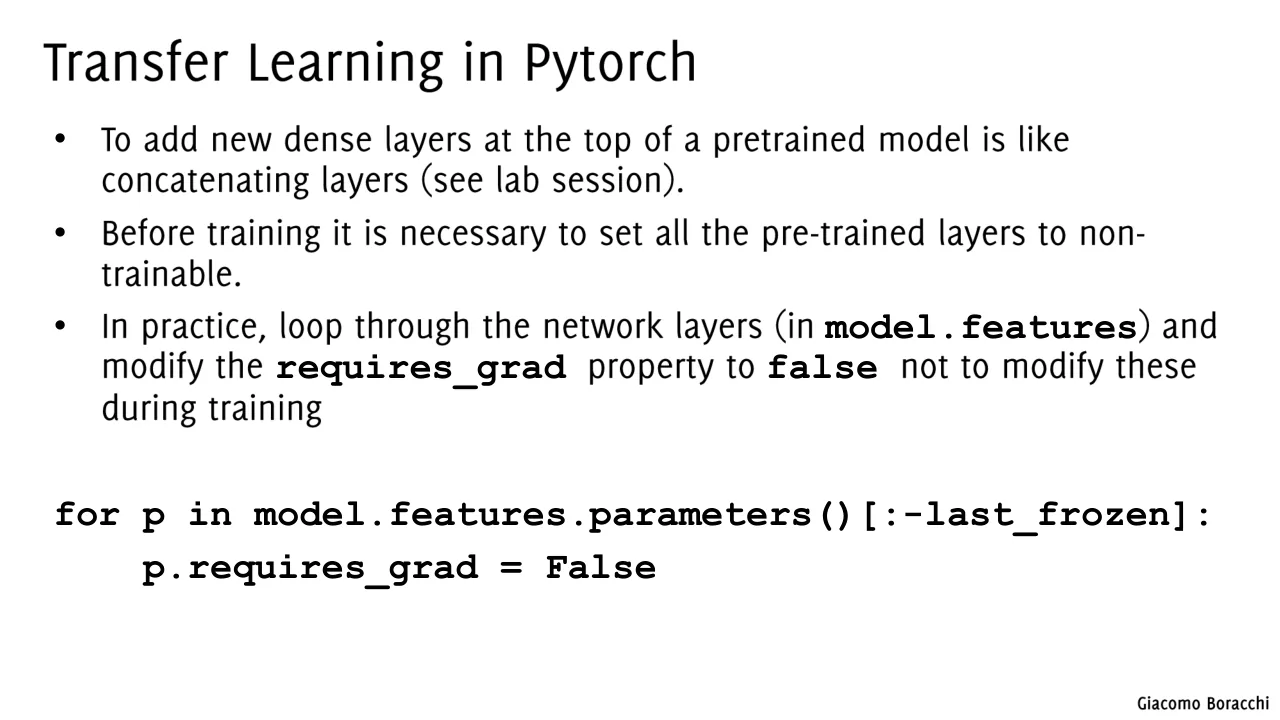 Transfer Learning in Pytorch
• To add new dense layers at the top of a pretrained model is like
concatenating layers (see lab session).
• Before training it is necessary to set all the pre-trained layers to non-
trainable.
• In practice, loop through the network layers (in model.features) and
modify the requires_grad property to false not to modify these
during training
for p in model.features.parameters()[:-last_frozen]:
p.requires_grad = False
Giacomo Boracchi